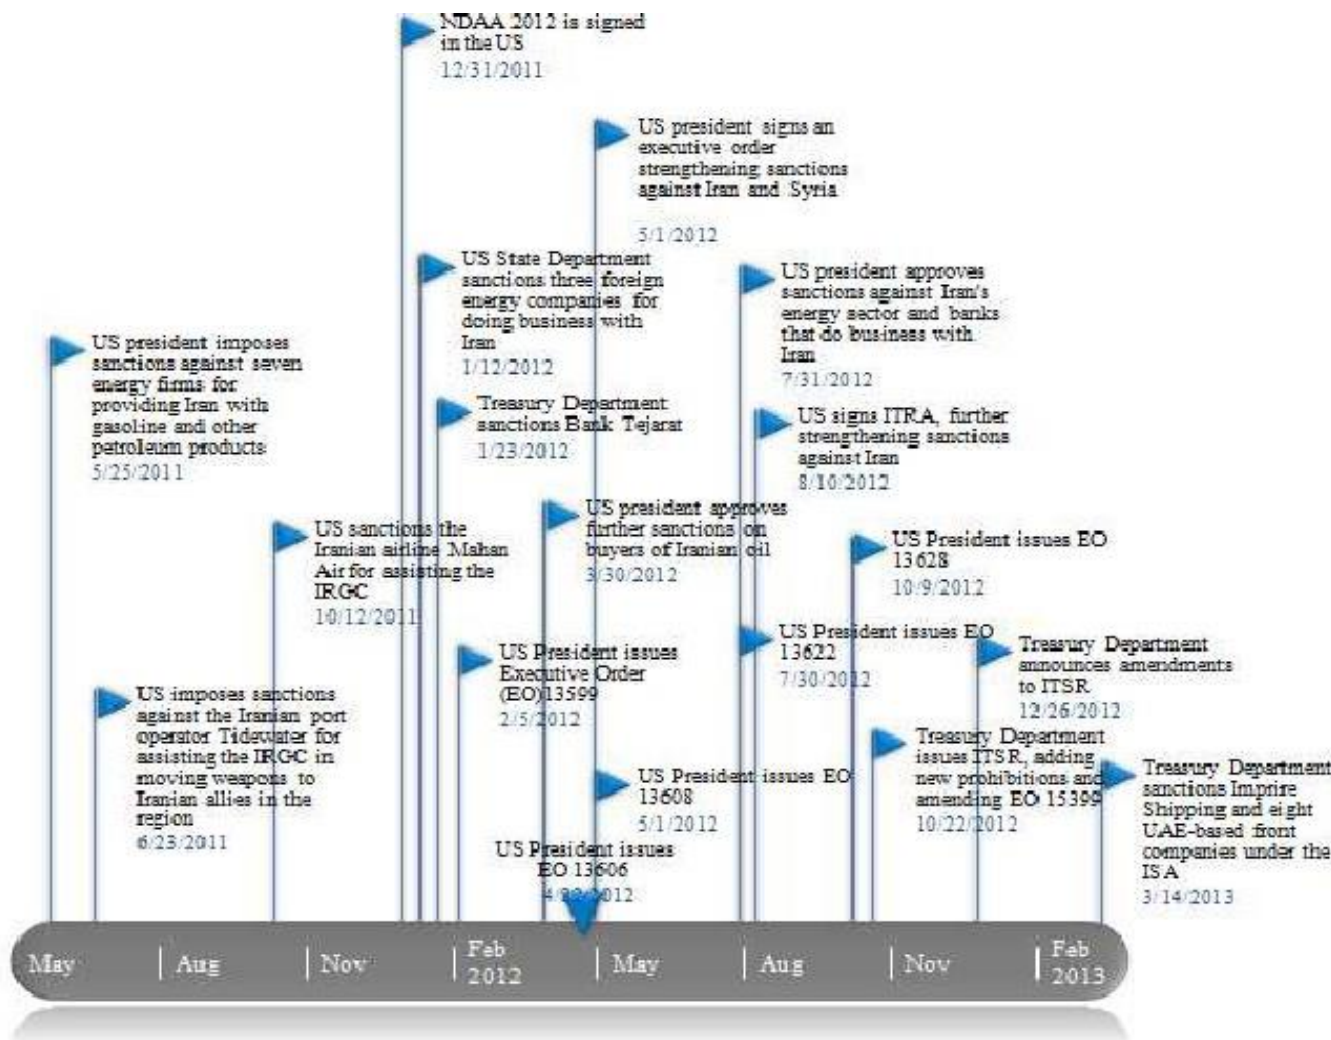 NDAA 2012 is signed
in the US
12/31/2011
US president signs an
executive order
strengthening sanctions
against Iran and Syria
5/1/2012
US State Department
sanctions three foreign
energy companies for
doing business with
Iran
1/12/2012
US president approves
sanctions against Iran's
energy sector and banks
that do business with
Iran
7/31/2012
US president imposes
sanctions against seven
energy firms for
providing Iran with
gasoline and other
petroleum products
5/25/2011
Treasury Department
sanctions Bank Tejarat
1/23/2012
US signs ITRA, further
strengthening sanctions
against Iran
8/10/2012
US president approves
further sanctions on
buyers of Iranian oil
3/30/2012
US sanctions the
Iranian airline Mahan
Air for assisting the
IRGC
10/12/2011
US President issues EO
13628
10/9/2012
US President issues EO
13622
7/30/2012
Treasury Department
announces amendments
to ITSR
12/26/2012
US President issues
Executive Order
(EO)13599
2/5/2012
US imposes sanctions
against the Iranian port
operator Tidewater for
assisting the IRGC in
moving weapons to
Iranian allies in the
region
6/23/2011
Treasury Department
issues ITSR, adding
new prohibitions and
amending EO 15399
10/22/2012
Treasury Department
sanctions Imprire
Shipping and eight
UAE-based front
companies under the
ISA
3/14/2013
US President issues EO
13608
5/1/2012
US President issues
EO 13606
4/22/2012
May
Aug
Nov
Feb
2012
May
Aug
Nov
Feb
2013